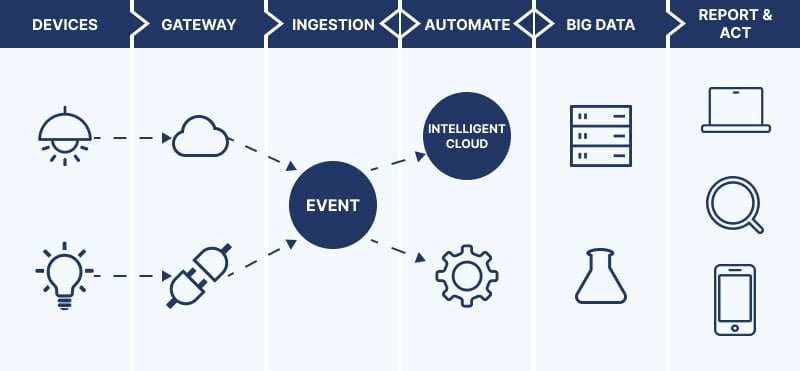 DEVICES
GATEWAY
INGESTION
AUTOMATE
BIG DATA
REPORT &
ACT
INTELLIGENT
CLOUD
EVENT